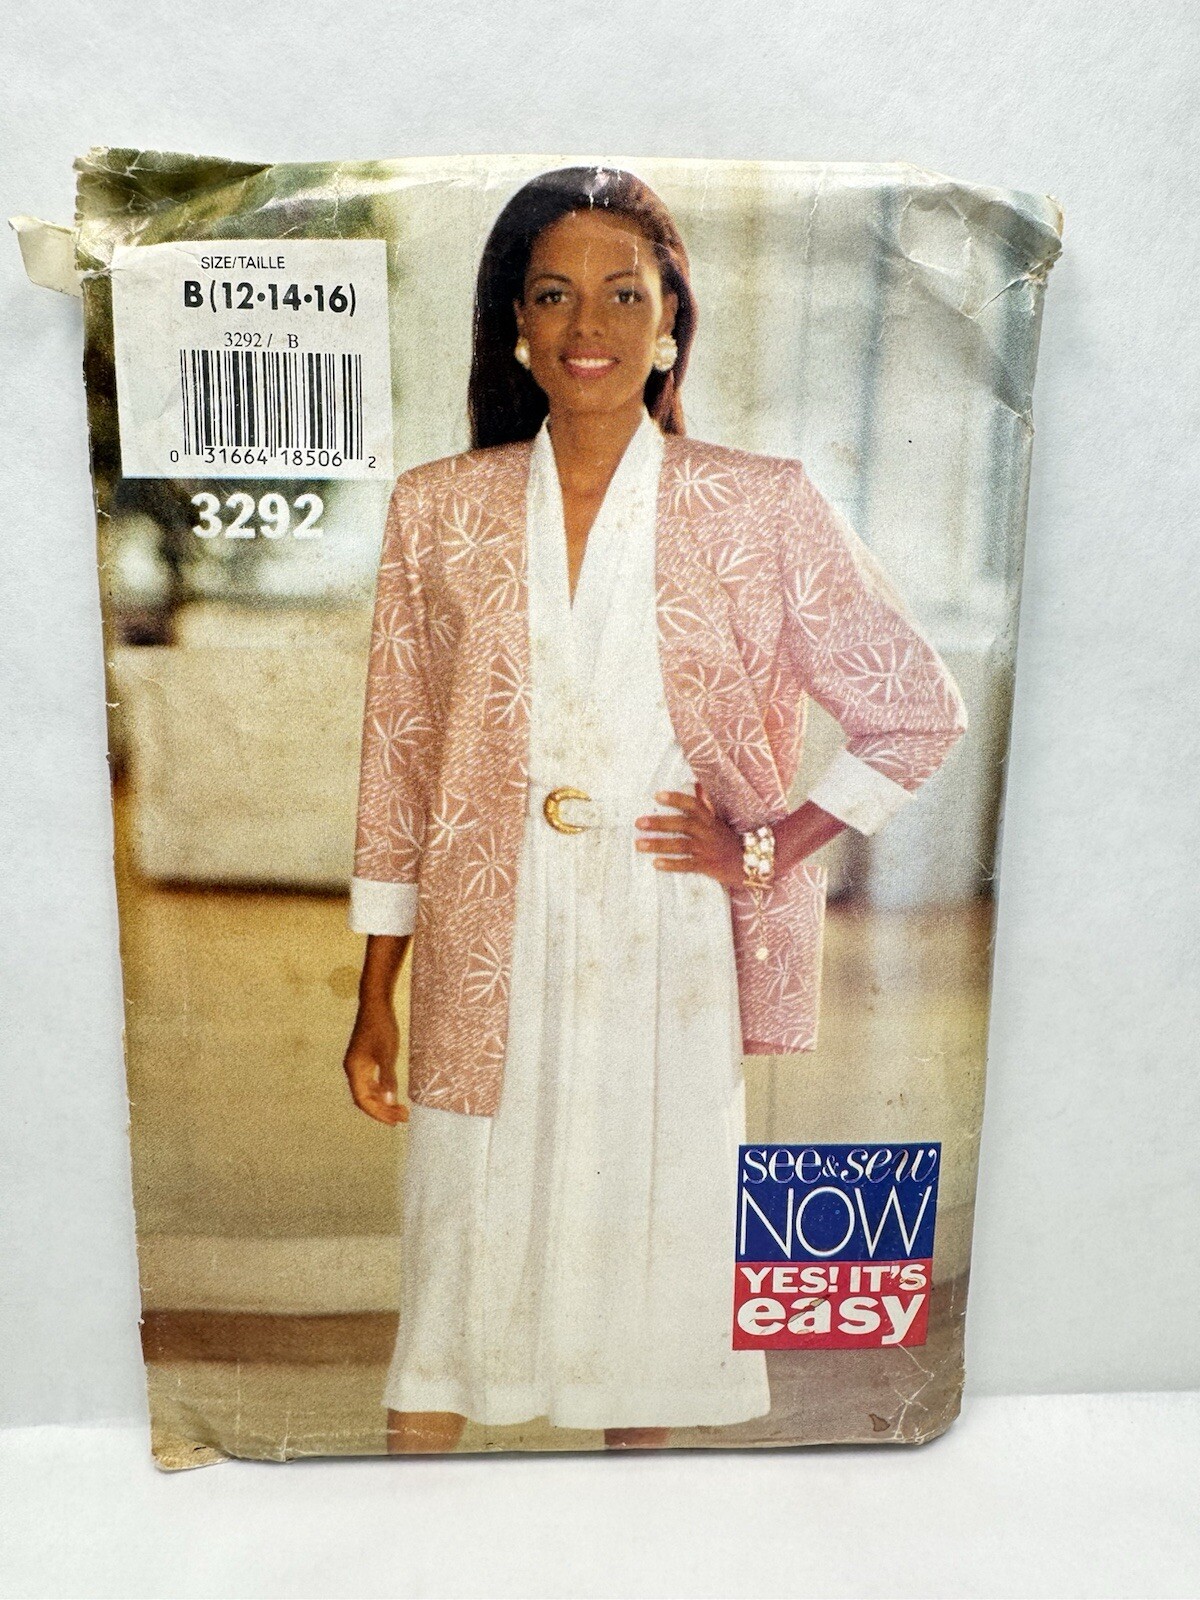 SIZE/TAILLE
B(12•14•16)
3292/ B
0 31664 18506 2
3292
see & sew
NOW
YES! IT'S
easy